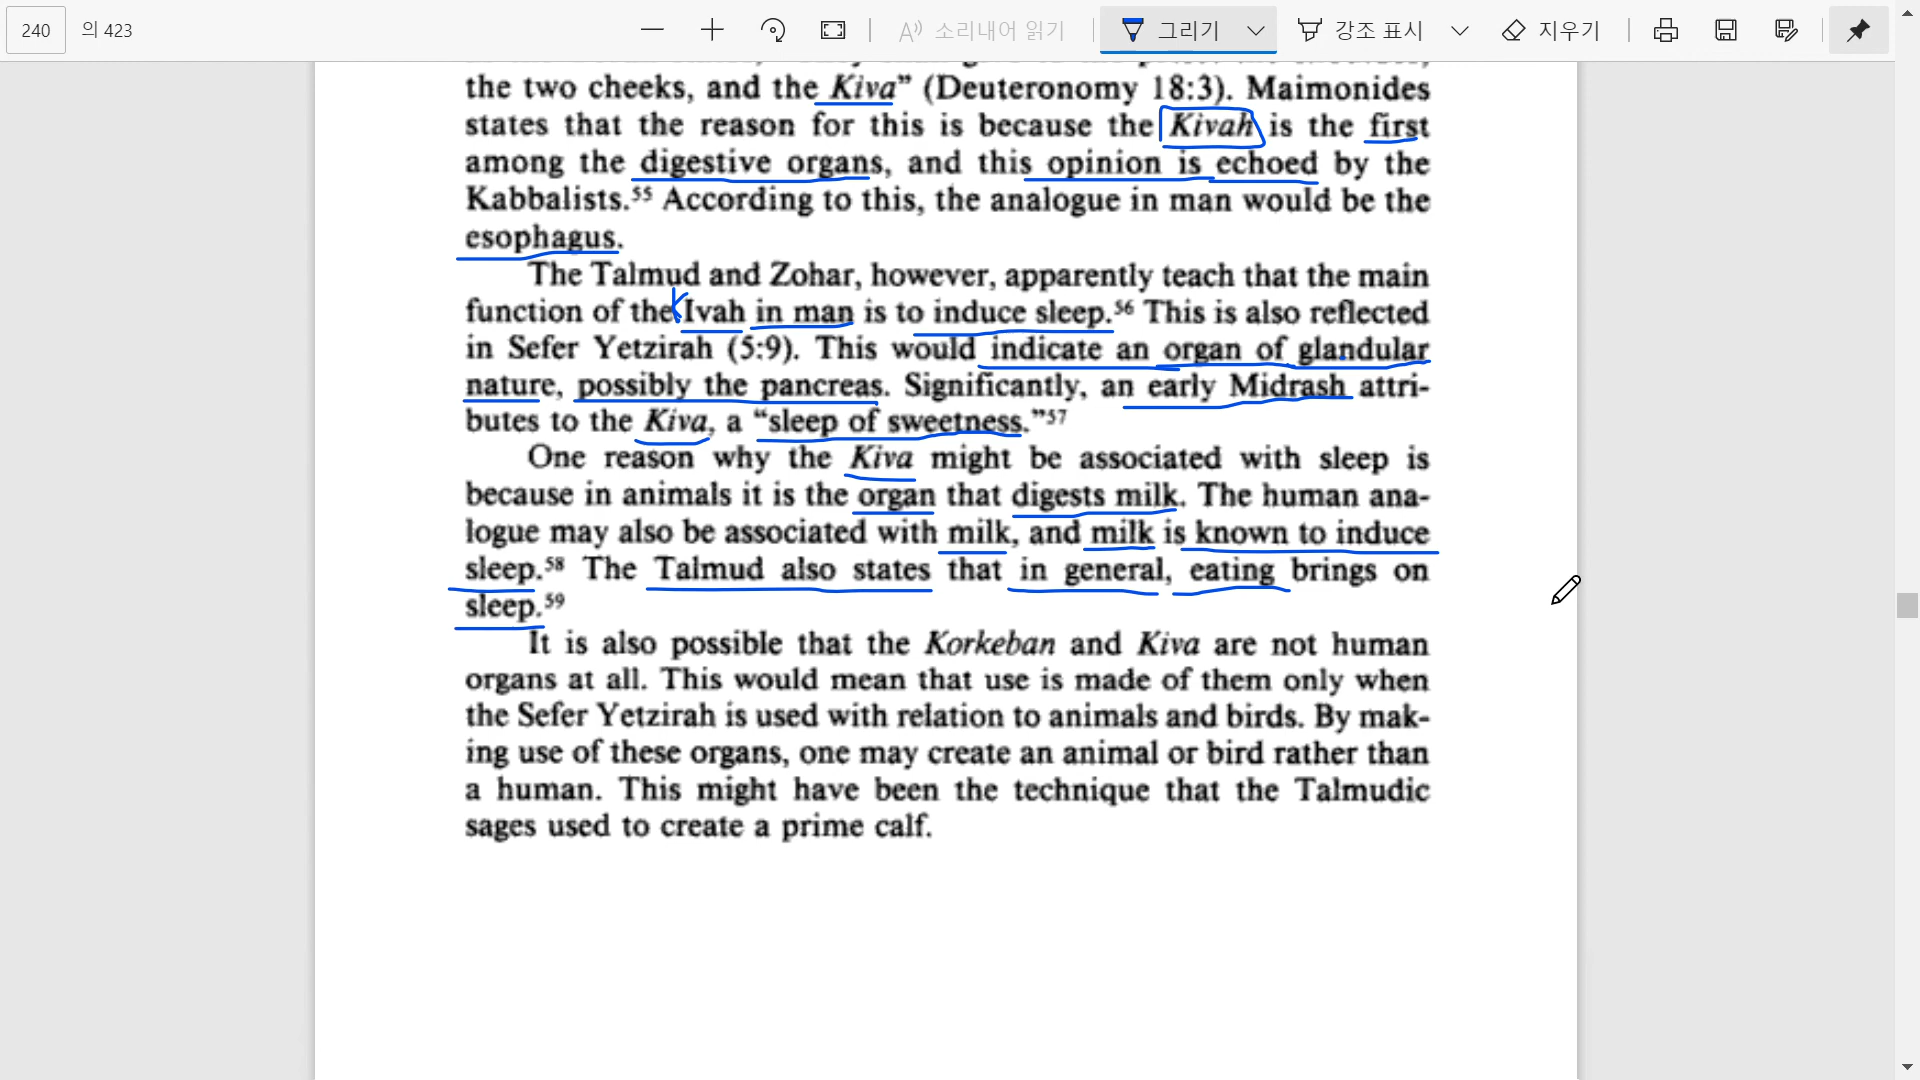 240 의 423 소리내어 읽기 그리기 강조 표시 지우기
the two cheeks, and the Kiva” (Deuteronomy 18:3). Maimonides
states that the reason for this is because the Kivah is the first
among the digestive organs, and this opinion is echoed by the
Kabbalists.⁵⁵ According to this, the analogue in man would be the
esophagus.
The Talmud and Zohar, however, apparently teach that the main
function of the KIvah in man is to induce sleep.⁵⁶ This is also reflected
in Sefer Yetzirah (5:9). This would indicate an organ of glandular
nature, possibly the pancreas. Significantly, an early Midrash attri-
butes to the Kiva, a “sleep of sweetness.”⁵⁷
One reason why the Kiva might be associated with sleep is
because in animals it is the organ that digests milk. The human ana-
logue may also be associated with milk, and milk is known to induce
sleep.⁵⁸ The Talmud also states that in general, eating brings on
sleep.⁵⁹
It is also possible that the Korkeban and Kiva are not human
organs at all. This would mean that use is made of them only when
the Sefer Yetzirah is used with relation to animals and birds. By mak-
ing use of these organs, one may create an animal or bird rather than
a human. This might have been the technique that the Talmudic
sages used to create a prime calf.